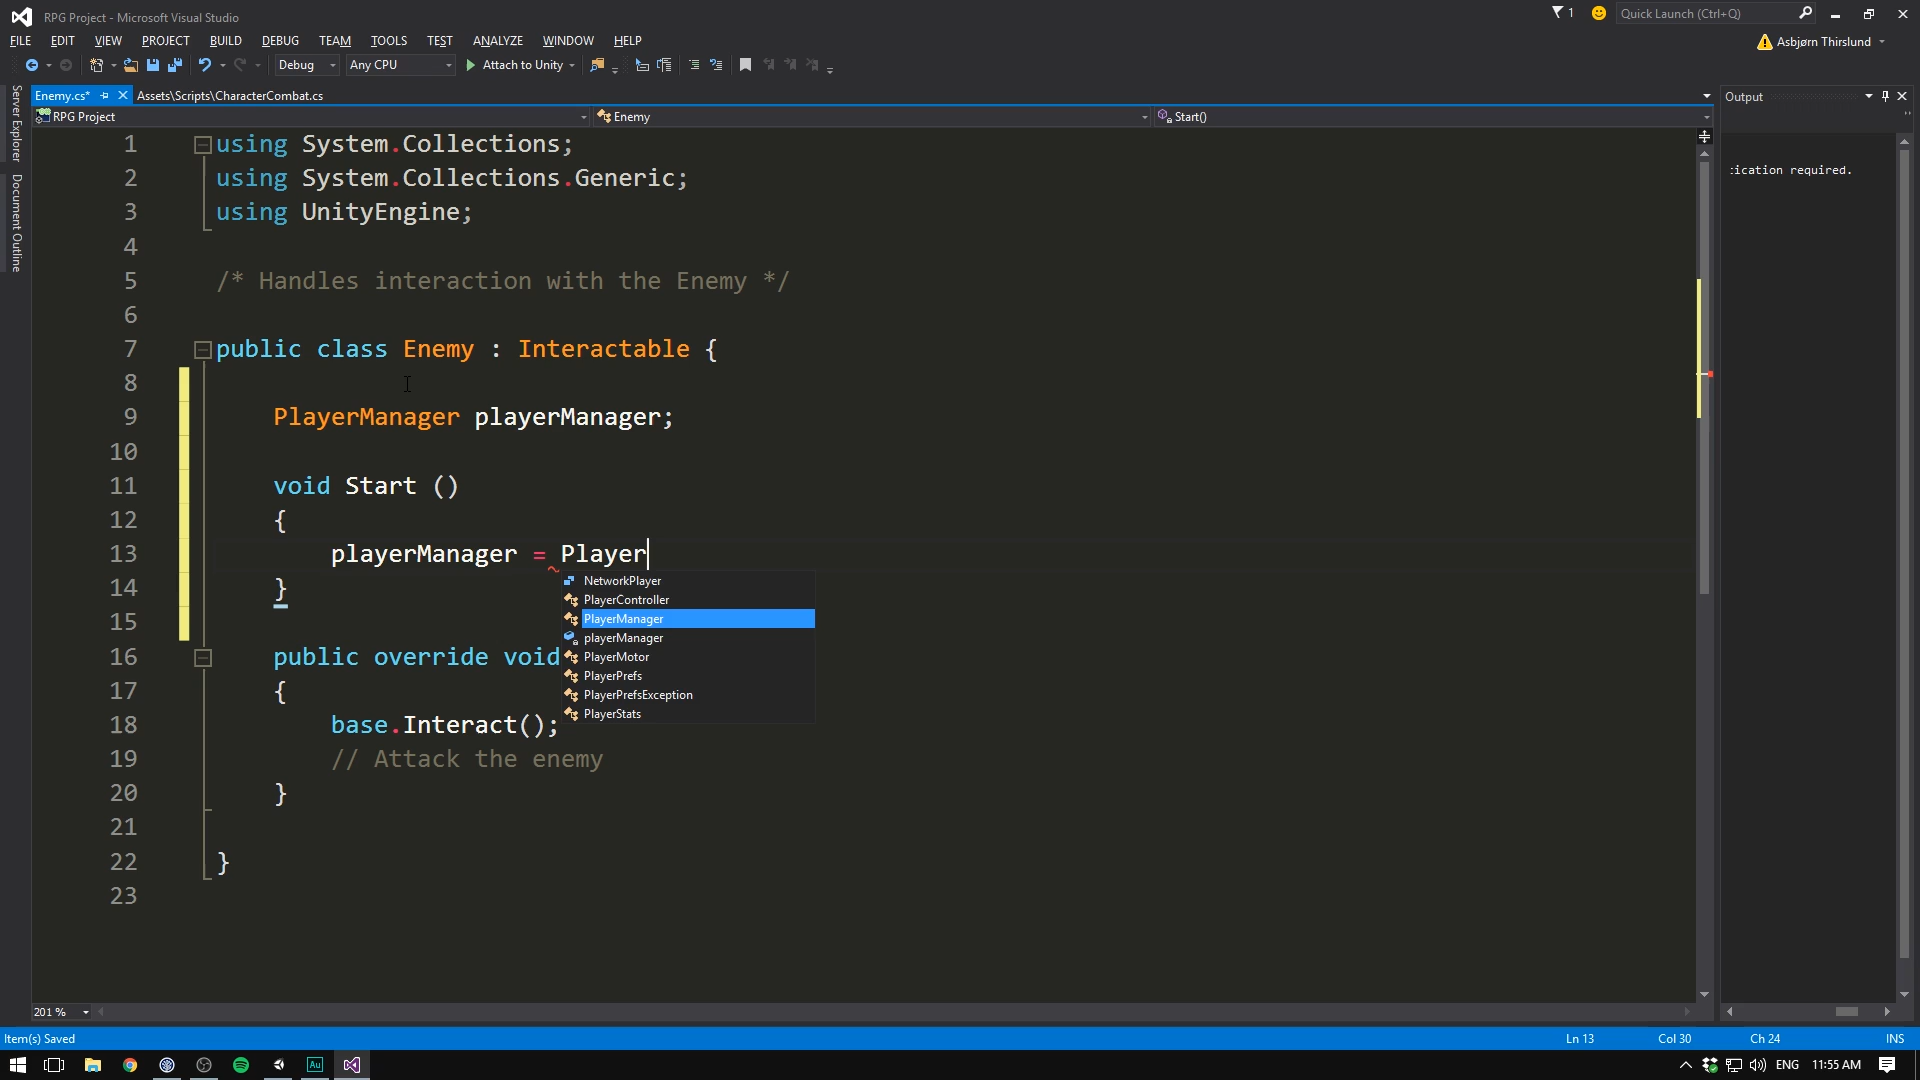 RPG Project - Microsoft Visual Studio
1
Quick Launch (Ctrl+Q)
FILE EDIT VIEW PROJECT BUILD DEBUG TEAM TOOLS TEST ANALYZE WINDOW HELP
Asbjørn Thirslund
Debug Any CPU Attach to Unity
Server Explorer
Document Outline
Enemy.cs* Assets\Scripts\CharacterCombat.cs
Output
RPG Project Enemy Start()
:ication required.
1 using System.Collections;
2 using System.Collections.Generic;
3 using UnityEngine;
4
5 /* Handles interaction with the Enemy */
6
7 public class Enemy : Interactable {
8
9 PlayerManager playerManager;
10
11 void Start ()
12 {
13 playerManager = Player
14 }
15
16 public override void
17 {
18 base.Interact();
19 // Attack the enemy
20 }
21
22 }
23
NetworkPlayer
PlayerController
PlayerManager
playerManager
PlayerMotor
PlayerPrefs
PlayerPrefsException
PlayerStats
201 %
Item(s) Saved Ln 13 Col 30 Ch 24 INS
Au
ENG 11:55 AM